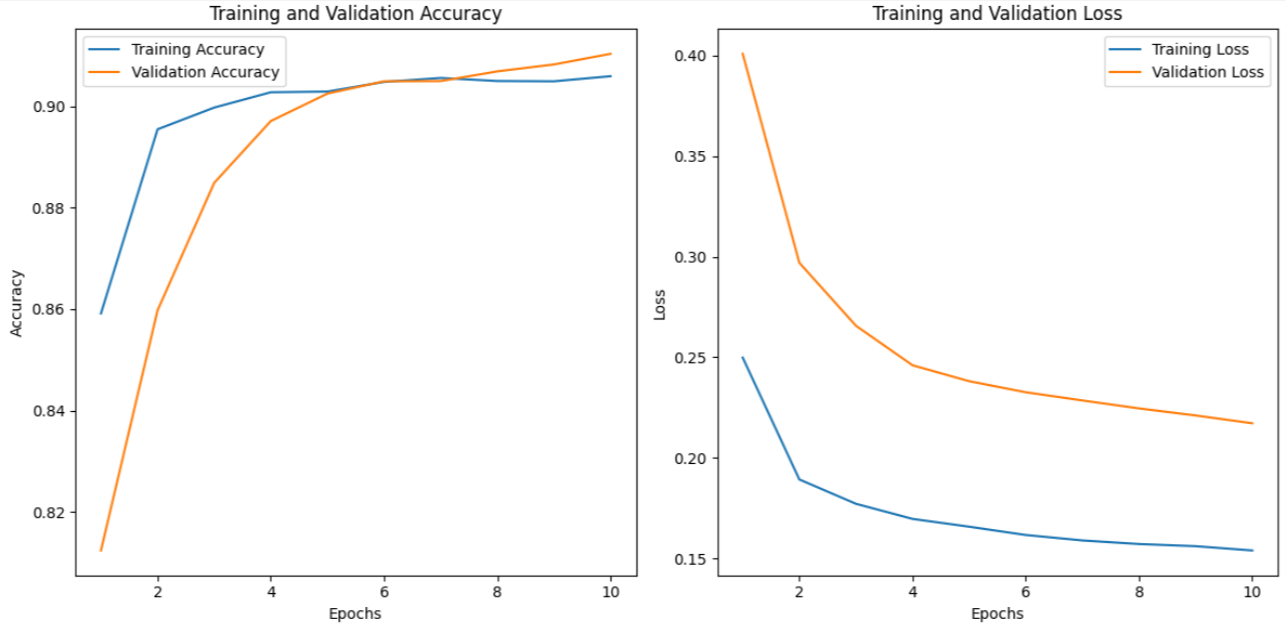 Training and Validation Accuracy
Training Accuracy
Validation Accuracy
0.90
0.88
0.86
0.84
0.82
Accuracy
2
4
6
8
10
Epochs
Training and Validation Loss
Training Loss
Validation Loss
0.40
0.35
0.30
0.25
0.20
0.15
Loss
2
4
6
8
10
Epochs